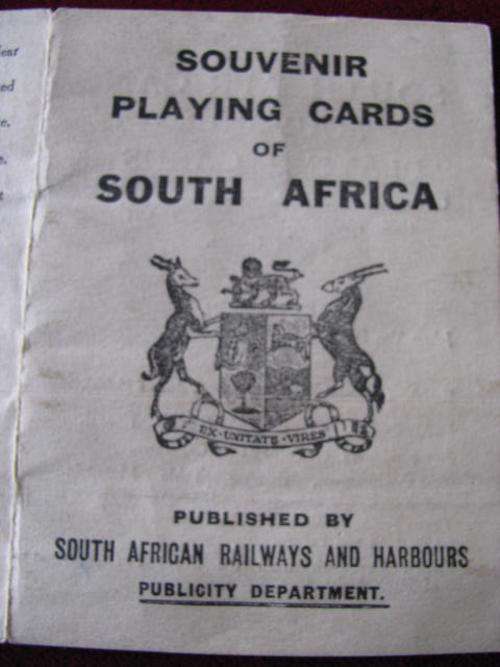 SOUVENIR
PLAYING CARDS
OF
SOUTH AFRICA
EX·UNITATE·VIRES
PUBLISHED BY
SOUTH AFRICAN RAILWAYS AND HARBOURS
PUBLICITY DEPARTMENT.